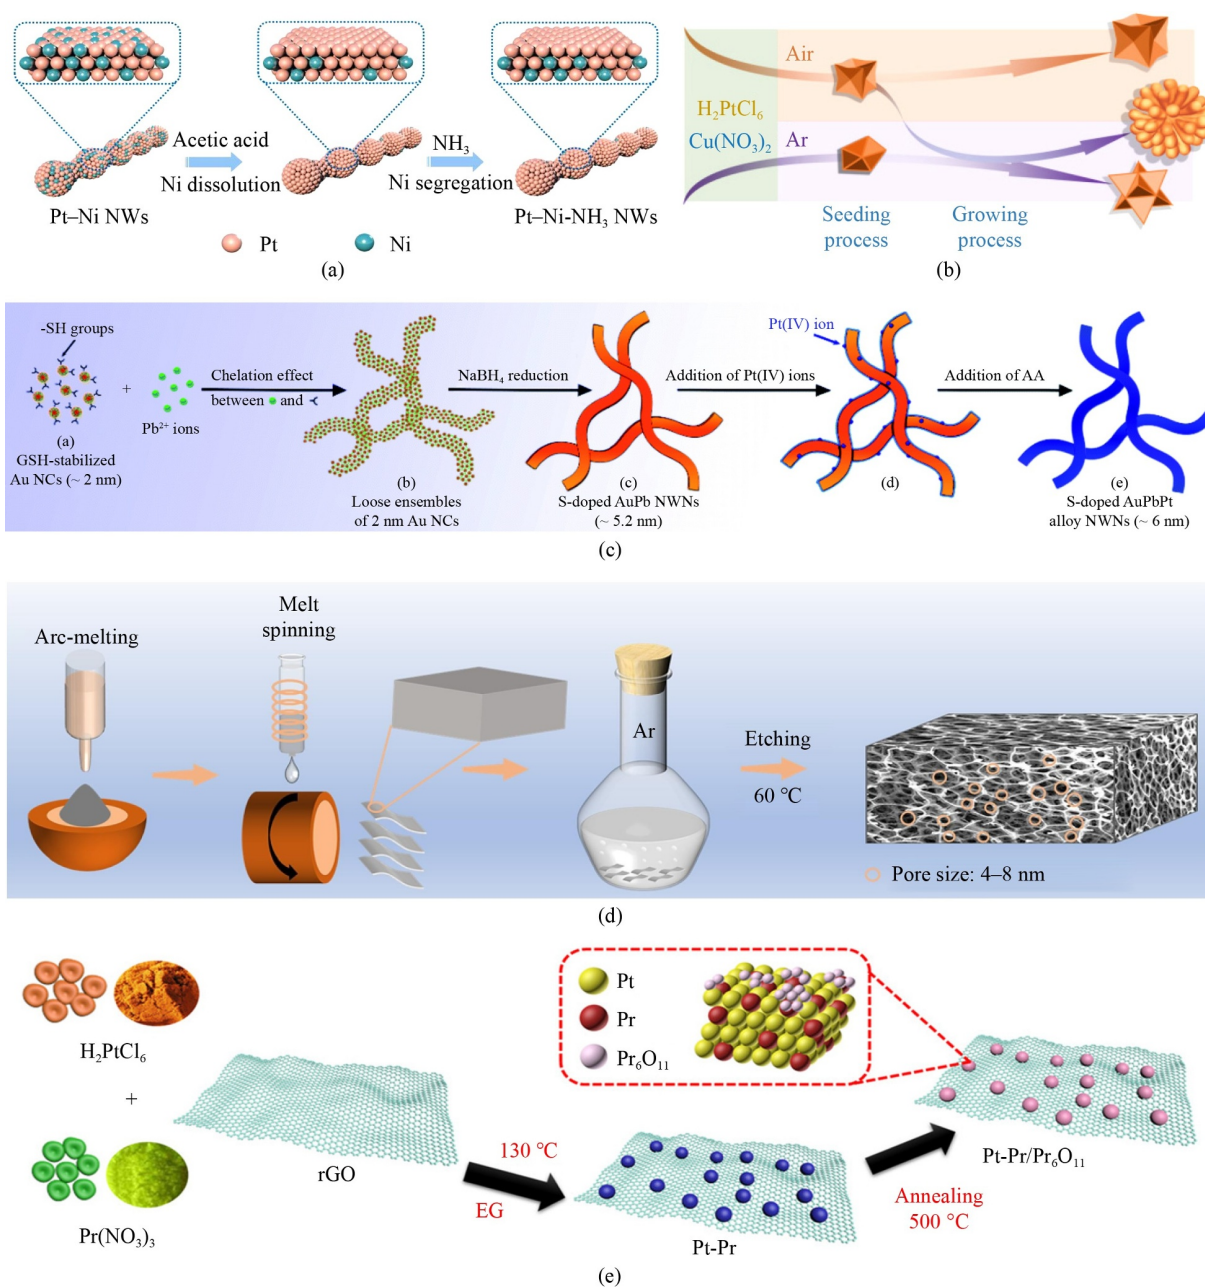 Acetic acid
Ni dissolution
NH₃
Ni segregation
Pt–Ni NWs
Pt–Ni-NH₃ NWs
Pt
Ni
(a)
Air
H₂PtCl₆
Cu(NO₃)₂
Ar
Seeding
process
Growing
process
(b)
-SH groups
+
Pb²⁺ ions
(a)
GSH-stabilized
Au NCs (~ 2 nm)
Chelation effect
between and
(b)
Loose ensembles
of 2 nm Au NCs
NaBH₄ reduction
(c)
S-doped AuPb NWNs
(~ 5.2 nm)
Addition of Pt(IV) ions
Pt(IV) ion
(d)
Addition of AA
(e)
S-doped AuPbPt
alloy NWNs (~ 6 nm)
(c)
Arc-melting
Melt
spinning
Ar
Etching
60 °C
Pore size: 4–8 nm
(d)
H₂PtCl₆
+
Pr(NO₃)₃
rGO
130 °C
EG
Pt-Pr
Pt
Pr
Pr₆O₁₁
Annealing
500 °C
Pt-Pr/Pr₆O₁₁
(e)